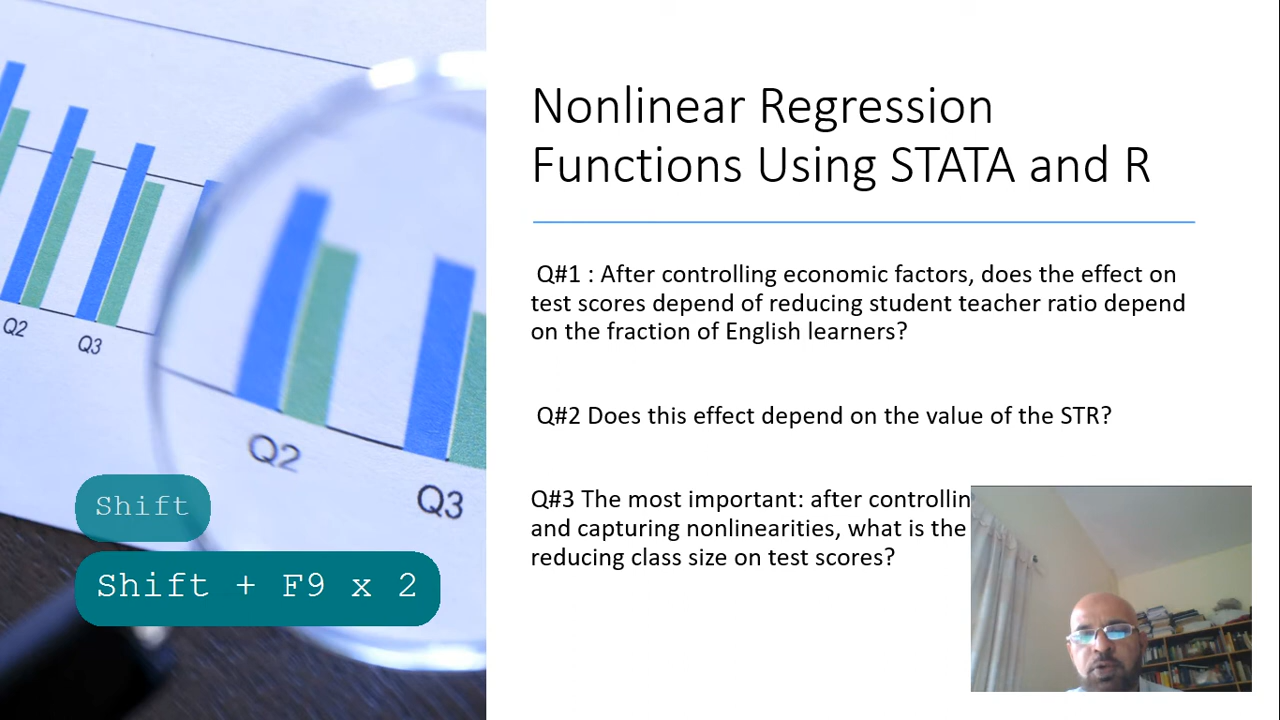 Nonlinear Regression
Functions Using STATA and R
Q#1 : After controlling economic factors, does the effect on
test scores depend of reducing student teacher ratio depend
on the fraction of English learners?
Q#2 Does this effect depend on the value of the STR?
Q#3 The most important: after controllin
and capturing nonlinearities, what is the
reducing class size on test scores?
Q2
Q3
Q2
Q3
Shift
Shift + F9 x 2